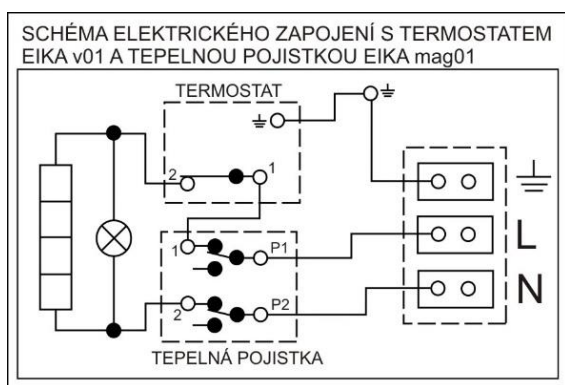 SCHÉMA ELEKTRICKÉHO ZAPOJENÍ S TERMOSTATEM
EIKA v01 A TEPELNOU POJISTKOU EIKA mag01
TERMOSTAT
2
1
1
P1
L
2
P2
N
TEPELNÁ POJISTKA